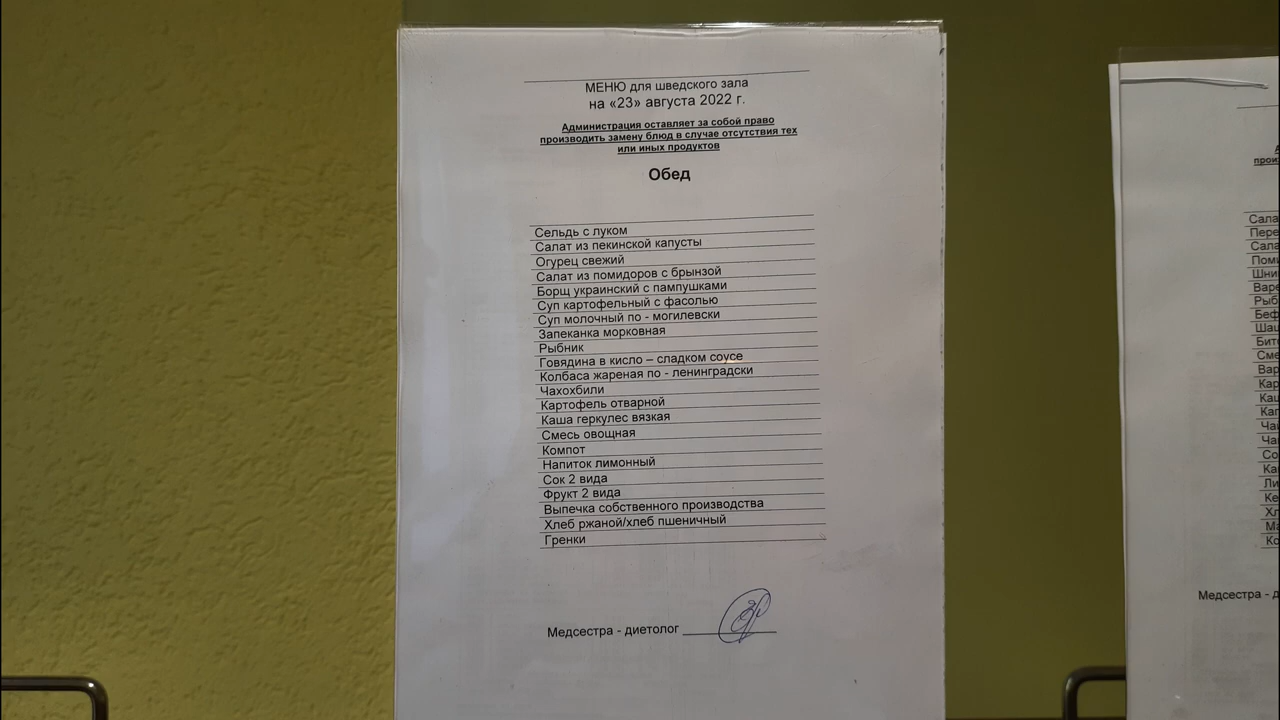 МЕНЮ для шведского зала
на «23» августа 2022 г.
Администрация оставляет за собой право
производить замену блюд в случае отсутствия тех
или иных продуктов
Обед
Сельдь с луком
Салат из пекинской капусты
Огурец свежий
Салат из помидоров с брынзой
Борщ украинский с пампушками
Суп картофельный с фасолью
Суп молочный по - могилевски
Запеканка морковная
Рыбник
Говядина в кисло – сладком соусе
Колбаса жареная по - ленинградски
Чахохбили
Картофель отварной
Каша геркулес вязкая
Смесь овощная
Компот
Напиток лимонный
Сок 2 вида
Фрукт 2 вида
Выпечка собственного производства
Хлеб ржаной/хлеб пшеничный
Гренки
Медсестра - диетолог
Медсестра - д